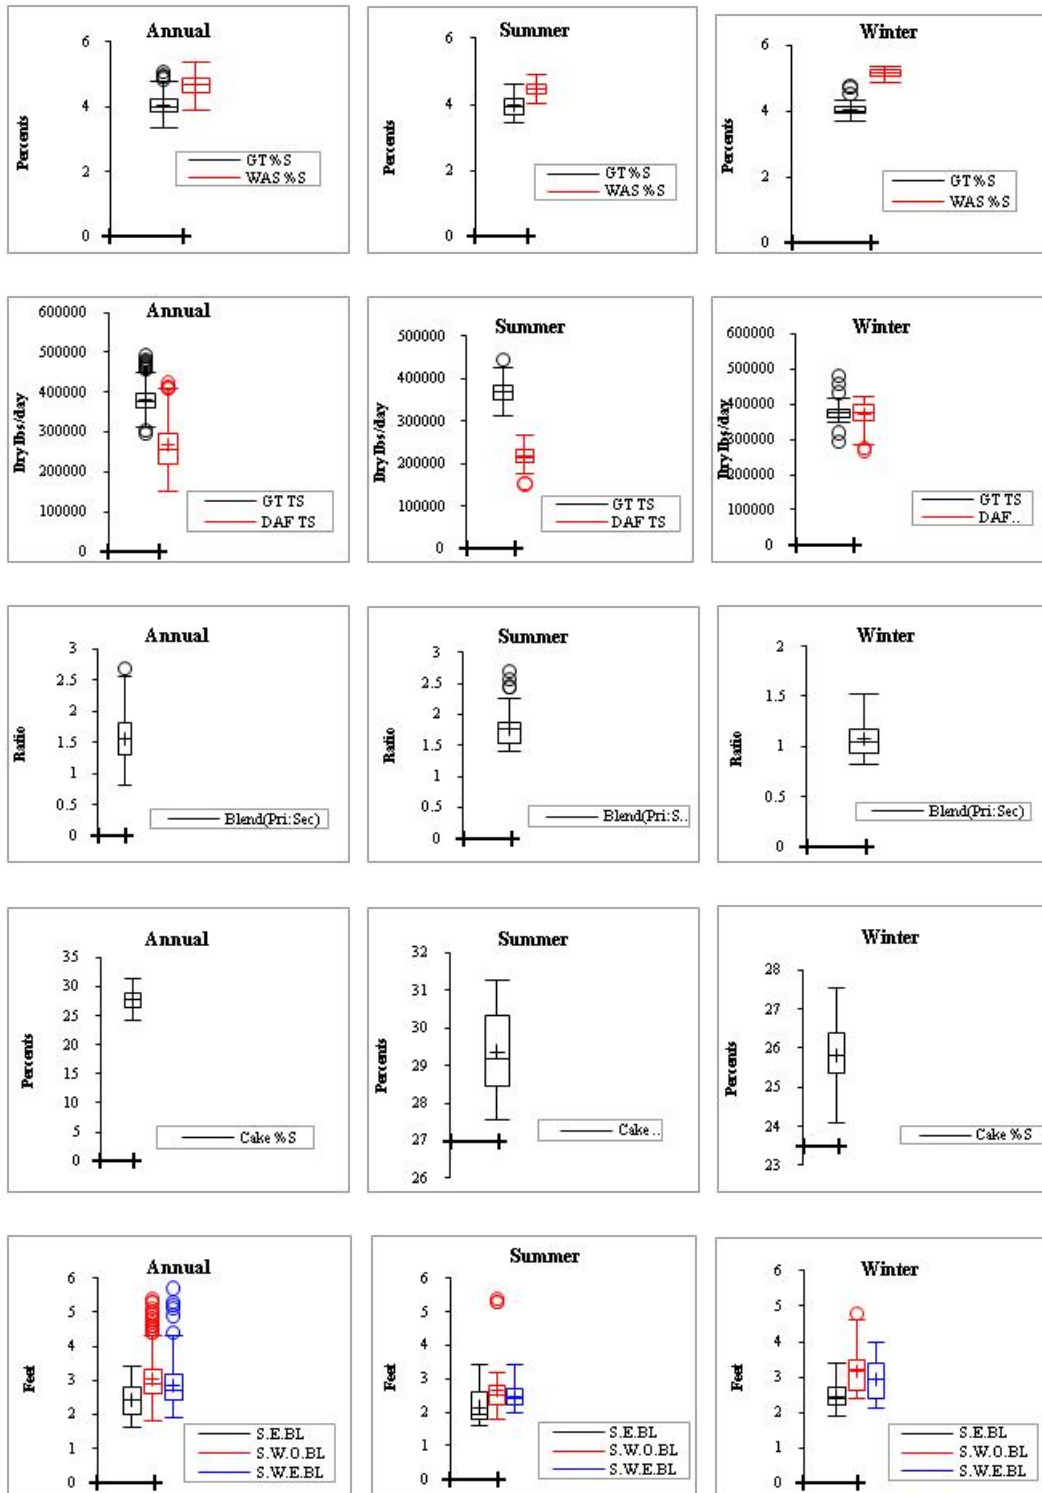 Annual
6
4
2
0
Percents
GT%S
WAS %S
Summer
6
4
2
0
Percents
GT%S
WAS %S
Winter
6
4
2
0
Percents
GT%S
WAS %S
Annual
600000
500000
400000
300000
200000
100000
0
Dry lbs/day
GT TS
DAF TS
Summer
500000
400000
300000
200000
100000
0
Dry lbs/day
GT TS
DAF TS
Winter
600000
500000
400000
300000
200000
100000
0
Dry lbs/day
GT TS
DAF..
Annual
3
2.5
2
1.5
1
0.5
0
Ratio
Blend(Pri:Sec)
Summer
3
2.5
2
1.5
1
0.5
0
Ratio
Blend(Pri:S..
Winter
2
1.5
1
0.5
0
Ratio
Blend(Pri:Sec)
Annual
35
30
25
20
15
10
5
0
Percents
Cake %S
Summer
32
31
30
29
28
27
26
Percents
Cake ..
Winter
28
27
26
25
24
23
Percents
Cake %S
Annual
6
5
4
3
2
1
0
Feet
S.E.BL
S.W.O.BL
S.W.E.BL
Summer
6
5
4
3
2
1
0
Feet
S.E.BL
S.W.O.BL
S.W.E.BL
Winter
6
5
4
3
2
1
0
Feet
S.E.BL
S.W.O.BL
S.W.E.BL